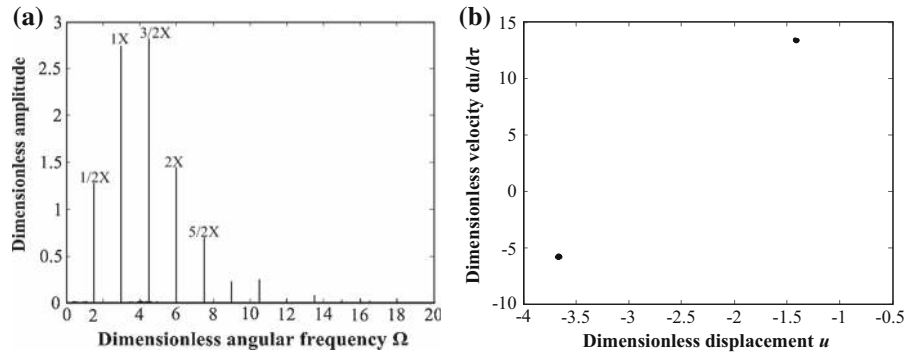 (a)
Dimensionless amplitude
3
2.5
2
1.5
1
0.5
0
1/2X
1X
3/2X
2X
5/2X
0 2 4 6 8 10 12 14 16 18 20
Dimensionless angular frequency Ω
(b)
Dimensionless velocity du/dτ
15
10
5
0
-5
-10
-4 -3.5 -3 -2.5 -2 -1.5 -1 -0.5
Dimensionless displacement u